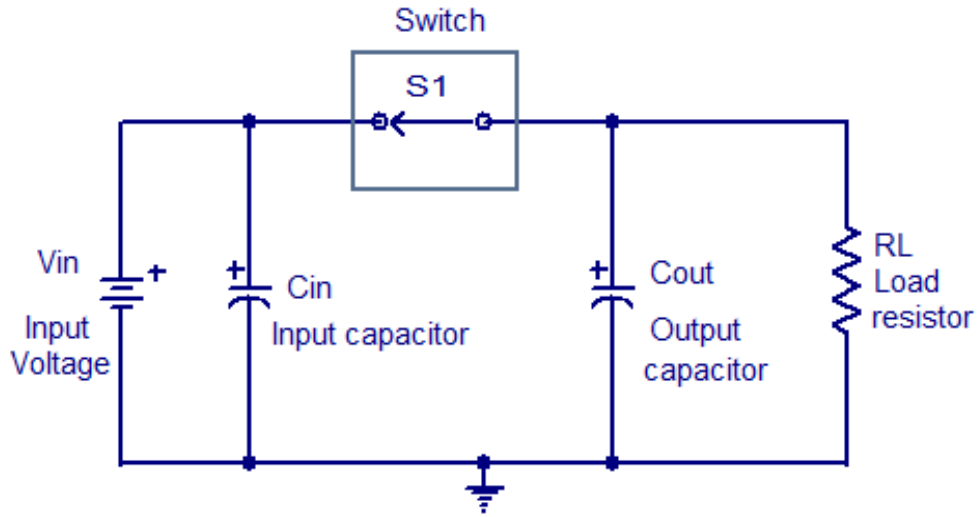 Switch
S1
Vin
+
Input
Voltage
+
Cin
Input capacitor
+
Cout
Output
capacitor
RL
Load
resistor